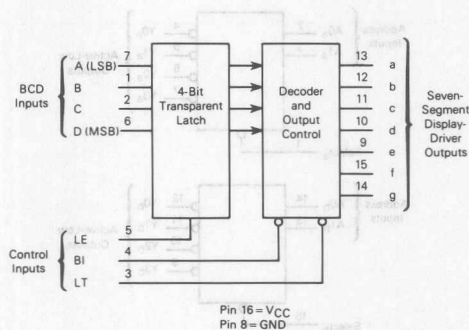 BCD
Inputs
A (LSB) 7
B 1
C 2
D (MSB) 6
4-Bit
Transparent
Latch
Decoder
and
Output
Control
13 a
12 b
11 c
10 d
9 e
15 f
14 g
Seven-
Segment
Display-
Driver
Outputs
Control
Inputs
LE 5
BI 4
LT 3
Pin 16 = VCC
Pin 8 = GND